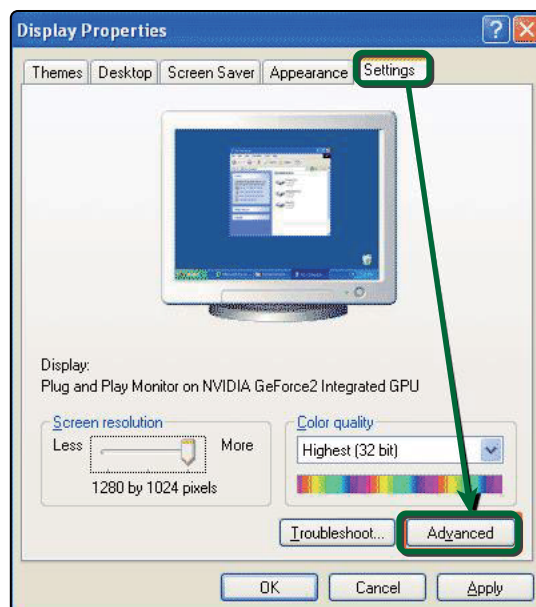 Display Properties
Themes Desktop Screen Saver Appearance Settings
Display:
Plug and Play Monitor on NVIDIA GeForce2 Integrated GPU
Screen resolution
Less More
1280 by 1024 pixels
Color quality
Highest (32 bit)
Troubleshoot... Advanced
OK Cancel Apply